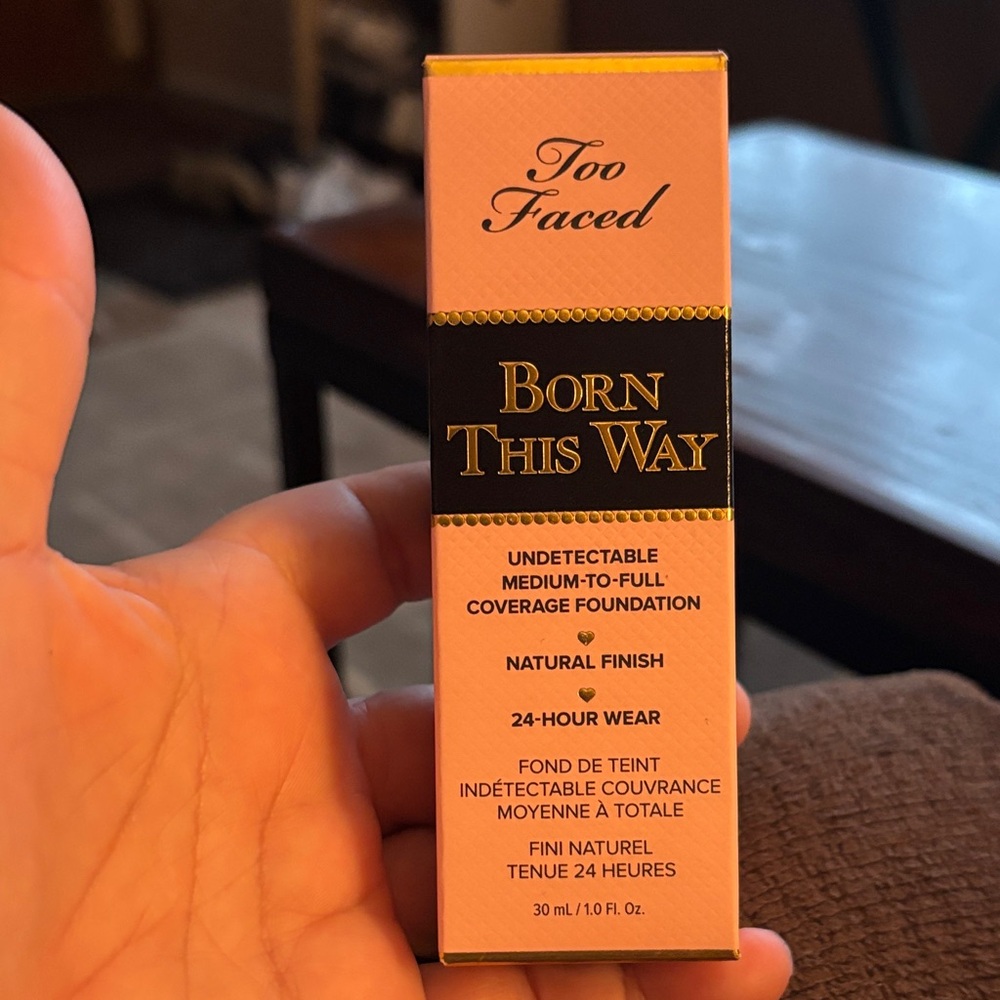 Too
Faced
BORN
THIS WAY
UNDETECTABLE
MEDIUM-TO-FULL
COVERAGE FOUNDATION
NATURAL FINISH
24-HOUR WEAR
FOND DE TEINT
INDÉTECTABLE COUVRANCE
MOYENNE À TOTALE
FINI NATUREL
TENUE 24 HEURES
30 mL / 1.0 Fl. Oz.